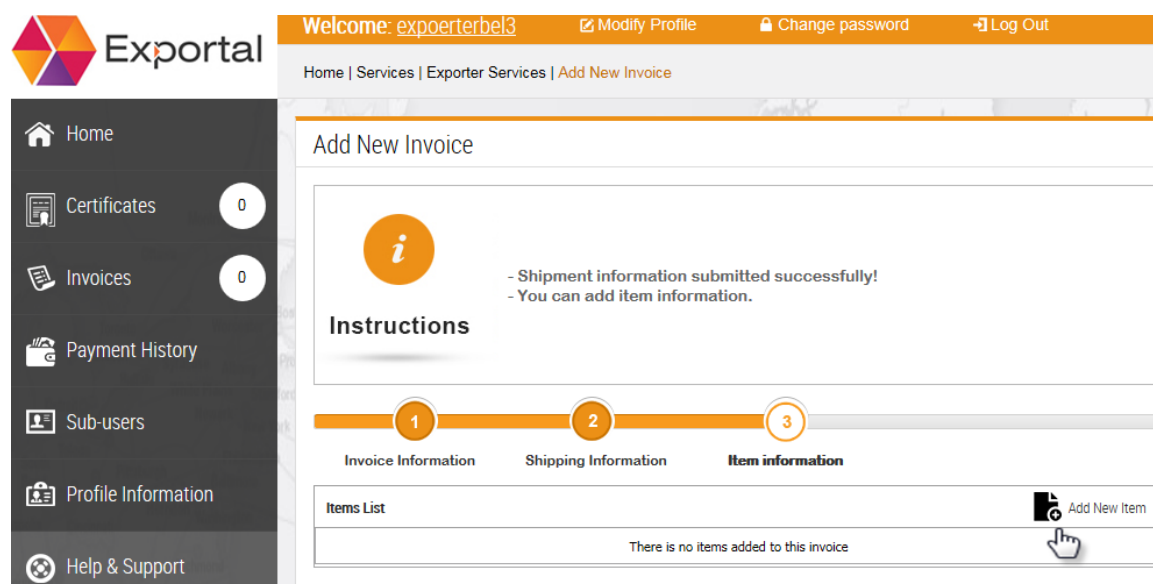 Exportal
Welcome: expoerterbel3 Modify Profile Change password Log Out
Home | Services | Exporter Services | Add New Invoice
Home
Certificates 0
Invoices 0
Payment History
Sub-users
Profile Information
Help & Support
Add New Invoice
i
Instructions
- Shipment information submitted successfully!
- You can add item information.
1 2 3
Invoice Information Shipping Information Item information
Items List Add New Item
There is no items added to this invoice